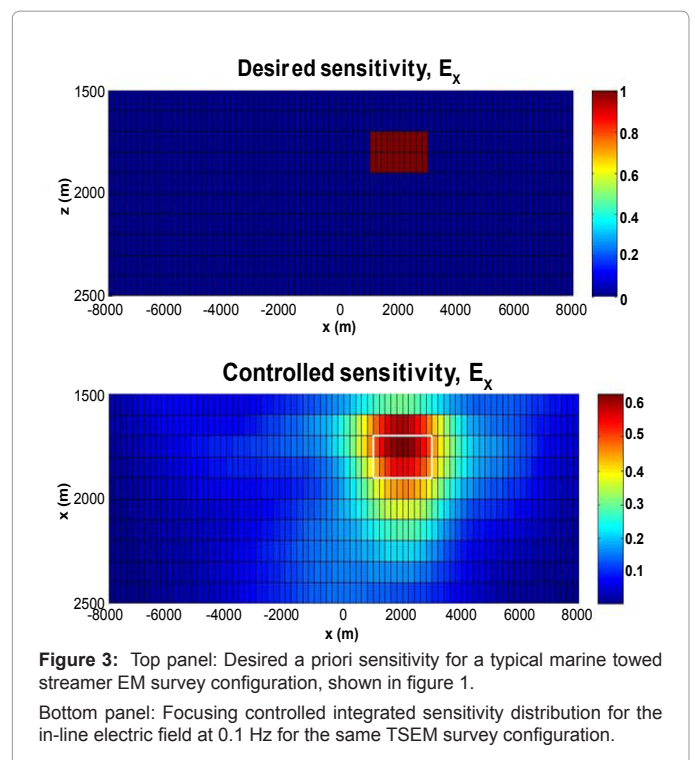 Desired sensitivity, Ex
1500
2000
2500
z (m)
-8000 -6000 -4000 -2000 0 2000 4000 6000 8000
x (m)
1
0.8
0.6
0.4
0.2
0
Controlled sensitivity, Ex
1500
2000
2500
x (m)
-8000 -6000 -4000 -2000 0 2000 4000 6000 8000
x (m)
0.6
0.5
0.4
0.3
0.2
0.1
Figure 3: Top panel: Desired a priori sensitivity for a typical marine towed
streamer EM survey configuration, shown in figure 1.
Bottom panel: Focusing controlled integrated sensitivity distribution for the
in-line electric field at 0.1 Hz for the same TSEM survey configuration.